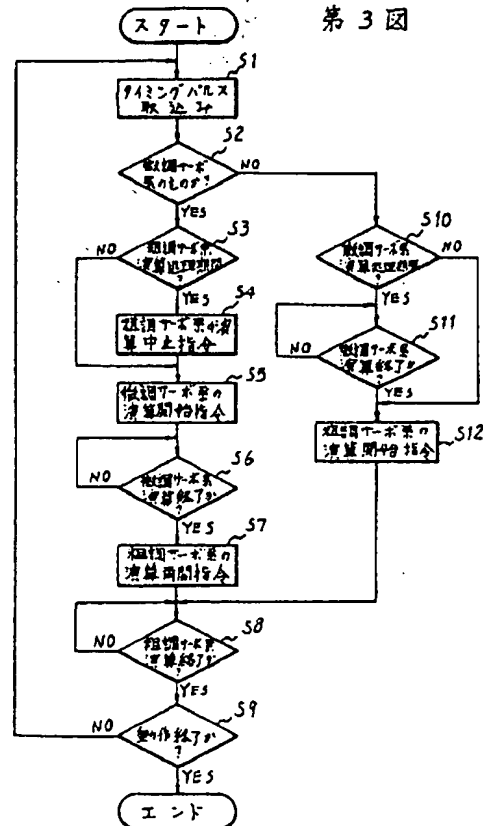 第3図
スタート
S1
タイミングパルス
取込み
S2
微調サーボ
系のものか?
NO
YES
S3
粗調サーボ系
演算処理期間
?
NO
YES
S4
粗調サーボ系の演
算中止指令
S5
微調サーボ系の
演算開始指令
S6
微調サーボ系
演算終了か
?
NO
YES
S7
粗調サーボ系の
演算再開指令
S8
粗調サーボ系
演算終了か
?
NO
YES
S9
動作終了か
?
NO
YES
エンド
S10
微調サーボ系
演算処理期間
?
NO
YES
S11
微調サーボ系
演算終了か
?
NO
YES
S12
粗調サーボ系の
演算開始指令